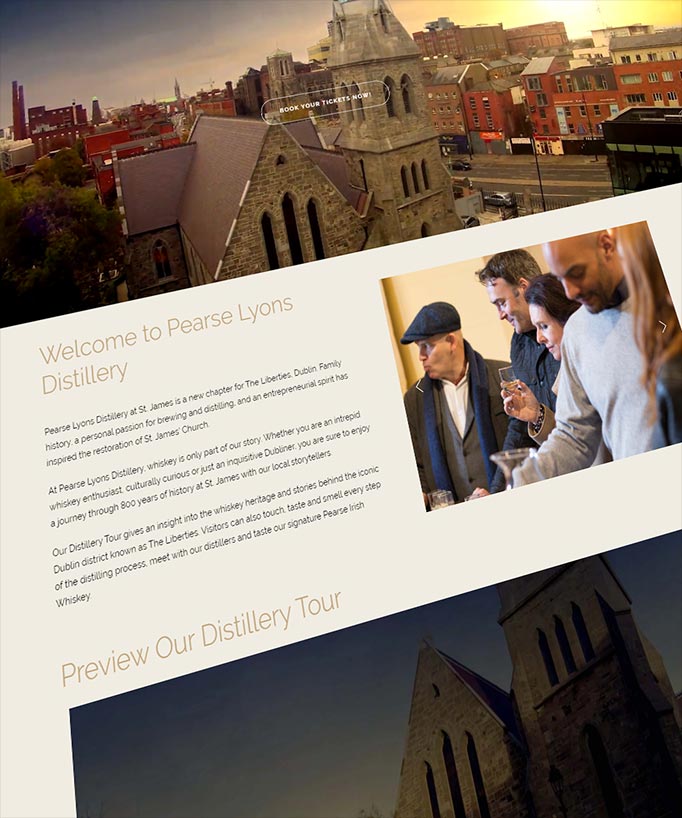 BOOK YOUR TICKETS NOW!
Welcome to Pearse Lyons
Distillery
Pearse Lyons Distillery at St. James is a new chapter for The Liberties, Dublin. Family
history, a personal passion for brewing and distilling, and an entrepreneurial spirit has
inspired the restoration of St. James' Church.
At Pearse Lyons Distillery, whiskey is only part of our story. Whether you are an intrepid
whiskey enthusiast, culturally curious or just an inquisitive Dubliner, you are sure to enjoy
a journey through 800 years of history at St. James with our local storytellers.
Our Distillery Tour gives an insight into the whiskey heritage and stories behind the iconic
Dublin district known as The Liberties. Visitors can also touch, taste and smell every step
of the distilling process, meet with our distillers and taste our signature Pearse Irish
Whiskey
Preview Our Distillery Tour